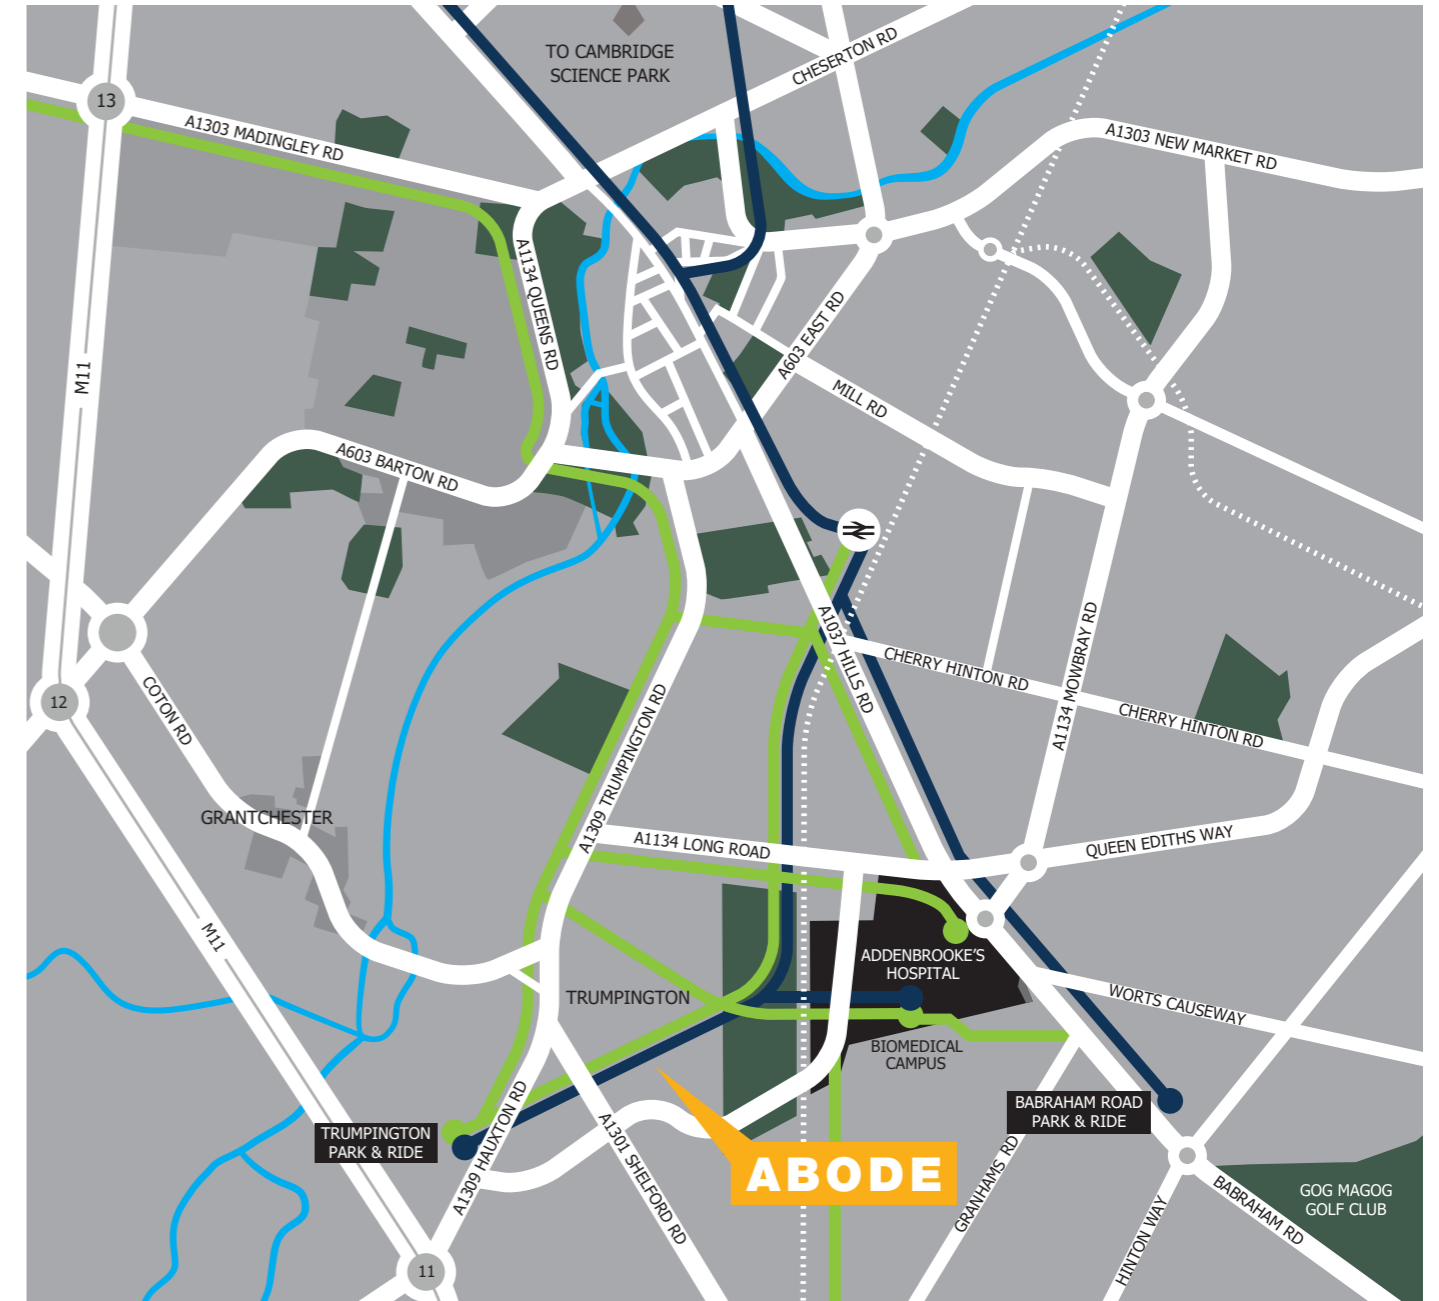 TO CAMBRIDGE
SCIENCE PARK
CHESERTON RD
13
A1303 MADINGLEY RD
A1303 NEW MARKET RD
A1134 QUEENS RD
A603 EAST RD
M11
MILL RD
A603 BARTON RD
A1037 HILLS RD
CHERRY HINTON RD
A1134 MOWBRAY RD
CHERRY HINTON RD
12
COTON RD
A1309 TRUMPINGTON RD
GRANTCHESTER
A1134 LONG ROAD
QUEEN EDITHS WAY
M11
ADDENBROOKE'S
HOSPITAL
TRUMPINGTON
WORTS CAUSEWAY
BIOMEDICAL
CAMPUS
BABRAHAM ROAD
PARK & RIDE
TRUMPINGTON
PARK & RIDE
A1309 HAUXTON RD
A1301 SHELFORD RD
ABODE
GRANHAMS RD
HINTON WAY
BABRAHAM RD
GOG MAGOG
GOLF CLUB
11